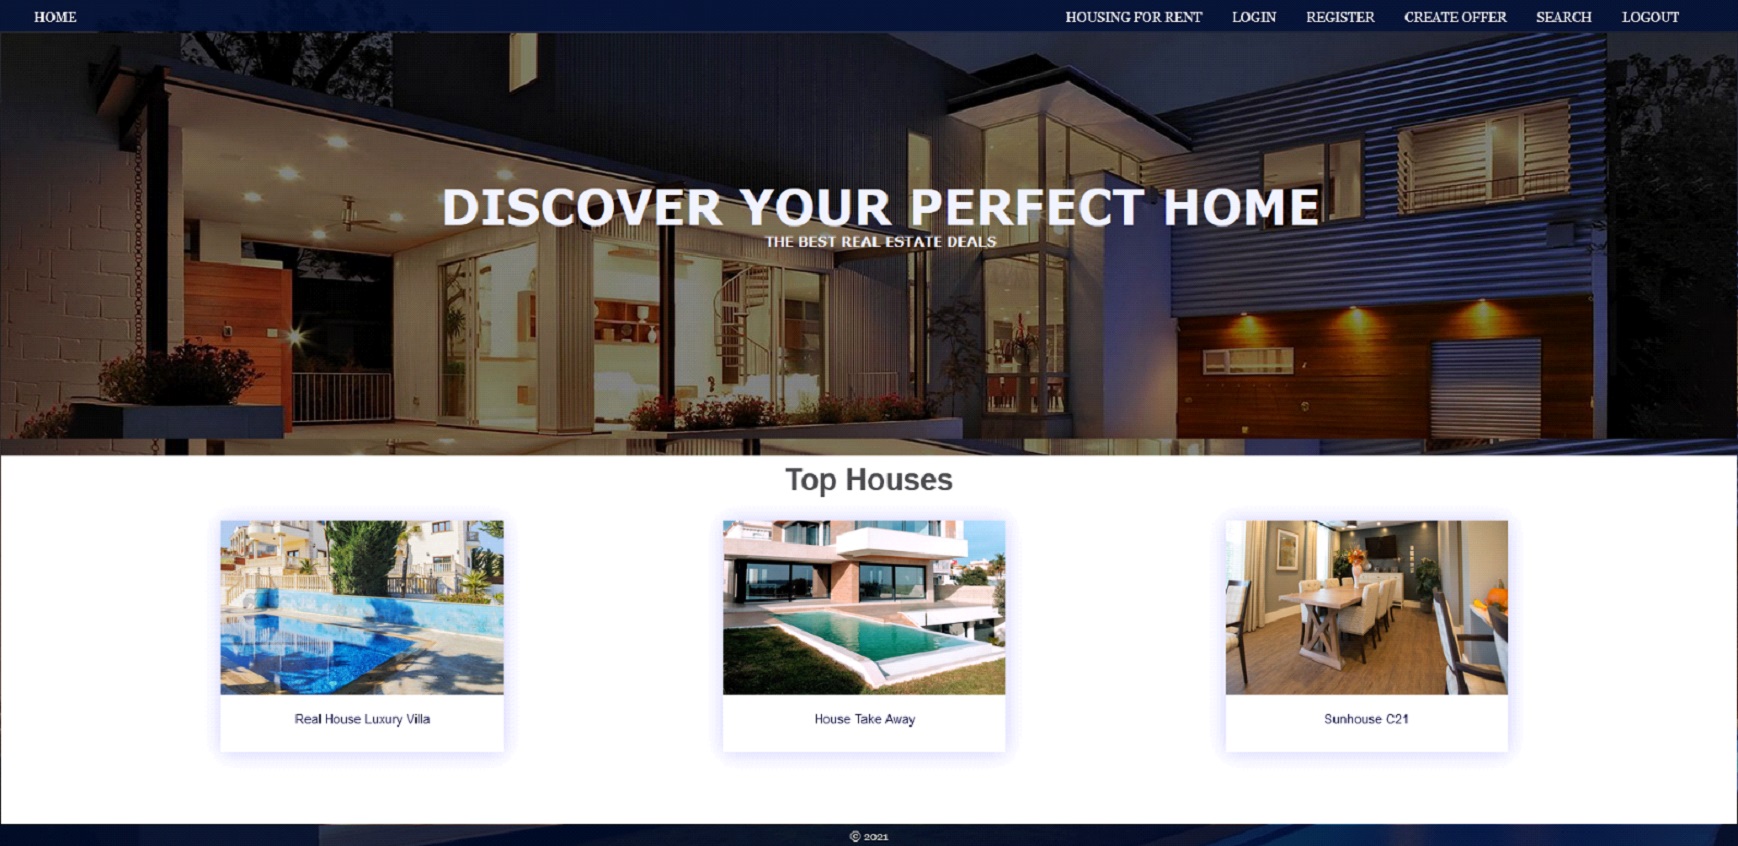 HOME HOUSING FOR RENT LOGIN REGISTER CREATE OFFER SEARCH LOGOUT
DISCOVER YOUR PERFECT HOME
THE BEST REAL ESTATE DEALS
Top Houses
Real House Luxury Villa
House Take Away
Sunhouse C21
© 2021